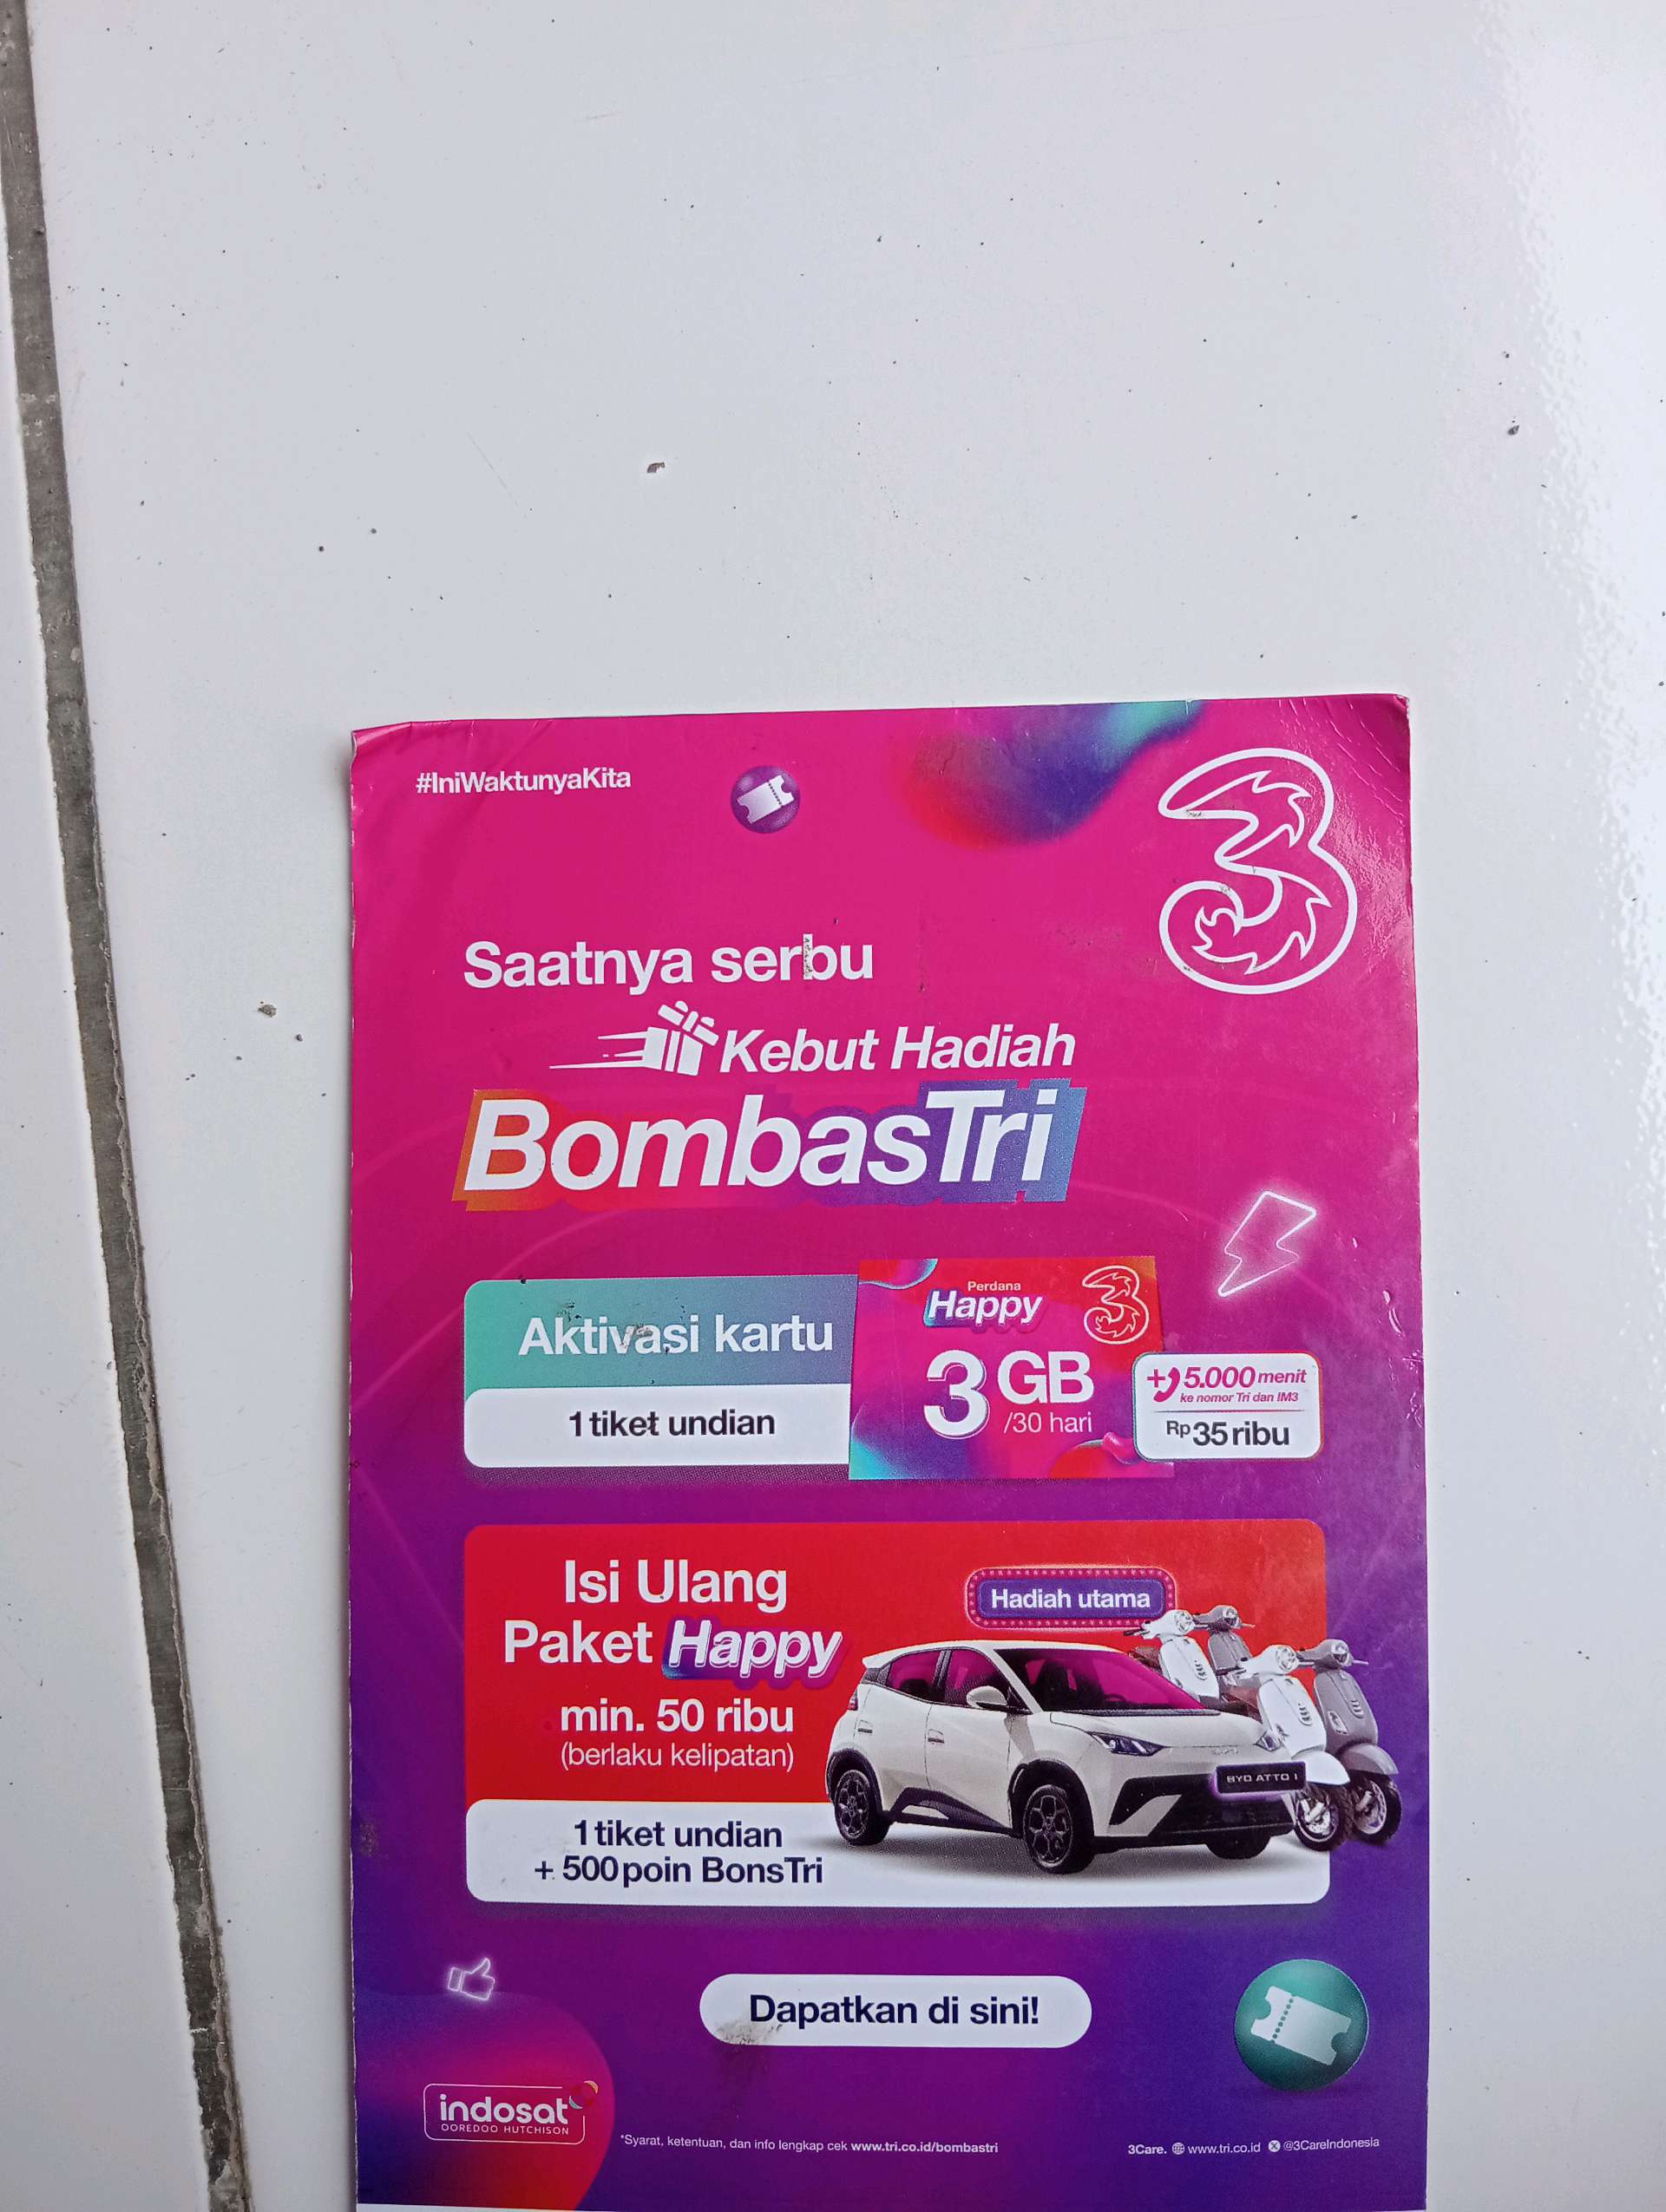 #IniWaktunyaKita
3
Saatnya serbu
Kebut Hadiah
BombasTri
Aktivasi kartu
1 tiket undian
Perdana
Happy
3
3 GB
/30 hari
+ 5.000 menit
ke nomor Tri dan IM3
Rp35 ribu
Isi Ulang
Paket Happy
min. 50 ribu
(berlaku kelipatan)
1 tiket undian
+ 500 poin BonsTri
Hadiah utama
BYD ATTO 1
Dapatkan di sini!
indosat
OOREDOO HUTCHISON
*Syarat, ketentuan, dan info lengkap cek www.tri.co.id/bombastri
3Care. www.tri.co.id @3CareIndonesia